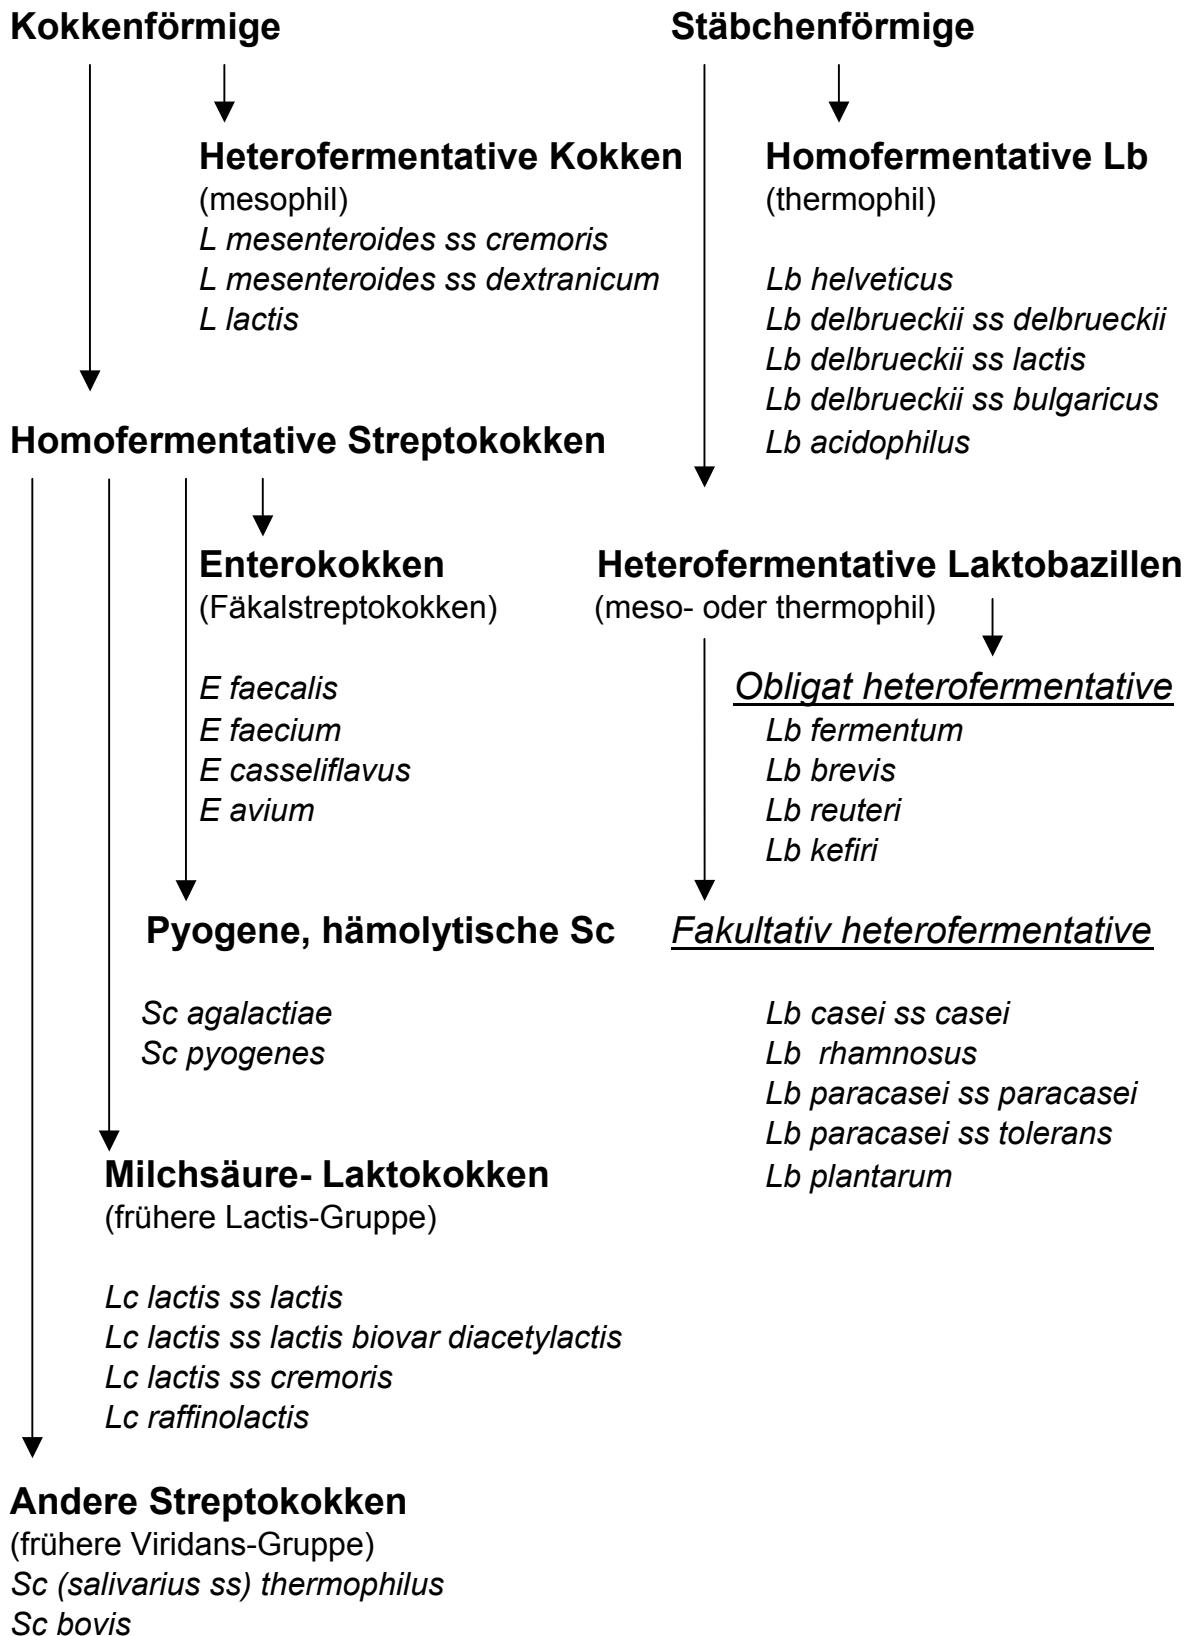 Kokkenförmige
Heterofermentative Kokken
(mesophil)
L mesenteroides ss cremoris
L mesenteroides ss dextranicum
L lactis
Homofermentative Streptokokken
Enterokokken
(Fäkalstreptokokken)
E faecalis
E faecium
E casseliflavus
E avium
Pyogene, hämolytische Sc
Sc agalactiae
Sc pyogenes
Milchsäure- Laktokokken
(frühere Lactis-Gruppe)
Lc lactis ss lactis
Lc lactis ss lactis biovar diacetylactis
Lc lactis ss cremoris
Lc raffinolactis
Andere Streptokokken
(frühere Viridans-Gruppe)
Sc (salivarius ss) thermophilus
Sc bovis
Stäbchenförmige
Homofermentative Lb
(thermophil)
Lb helveticus
Lb delbrueckii ss delbrueckii
Lb delbrueckii ss lactis
Lb delbrueckii ss bulgaricus
Lb acidophilus
Heterofermentative Laktobazillen
(meso- oder thermophil)
Obligat heterofermentative
Lb fermentum
Lb brevis
Lb reuteri
Lb kefiri
Fakultativ heterofermentative
Lb casei ss casei
Lb rhamnosus
Lb paracasei ss paracasei
Lb paracasei ss tolerans
Lb plantarum